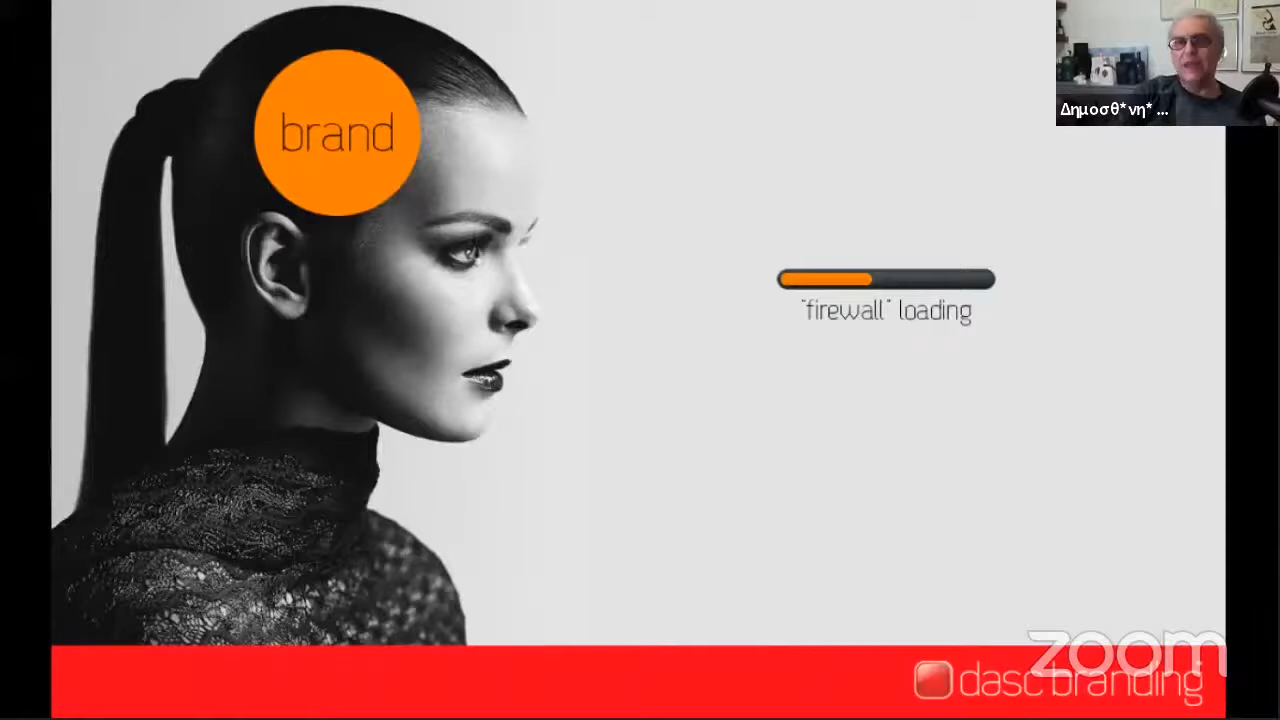 brand
Δημοσθ*νη* ...
"firewall" loading
zoom
dasc branding